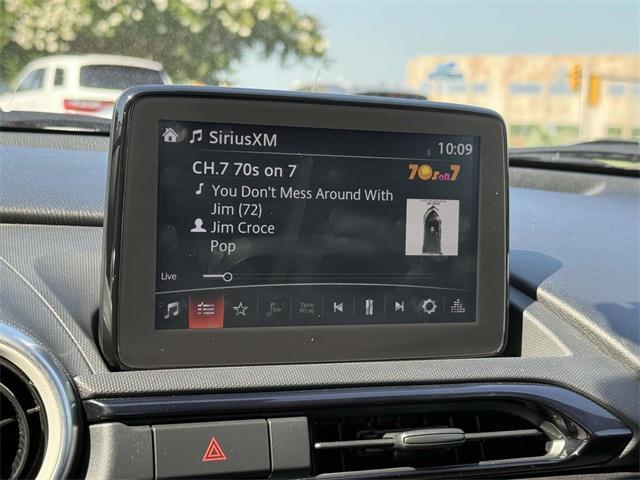 SiriusXM
10:09
CH.7 70s on 7
70s on 7
You Don't Mess Around With
Jim (72)
Jim Croce
Pop
Live
Tune
Music